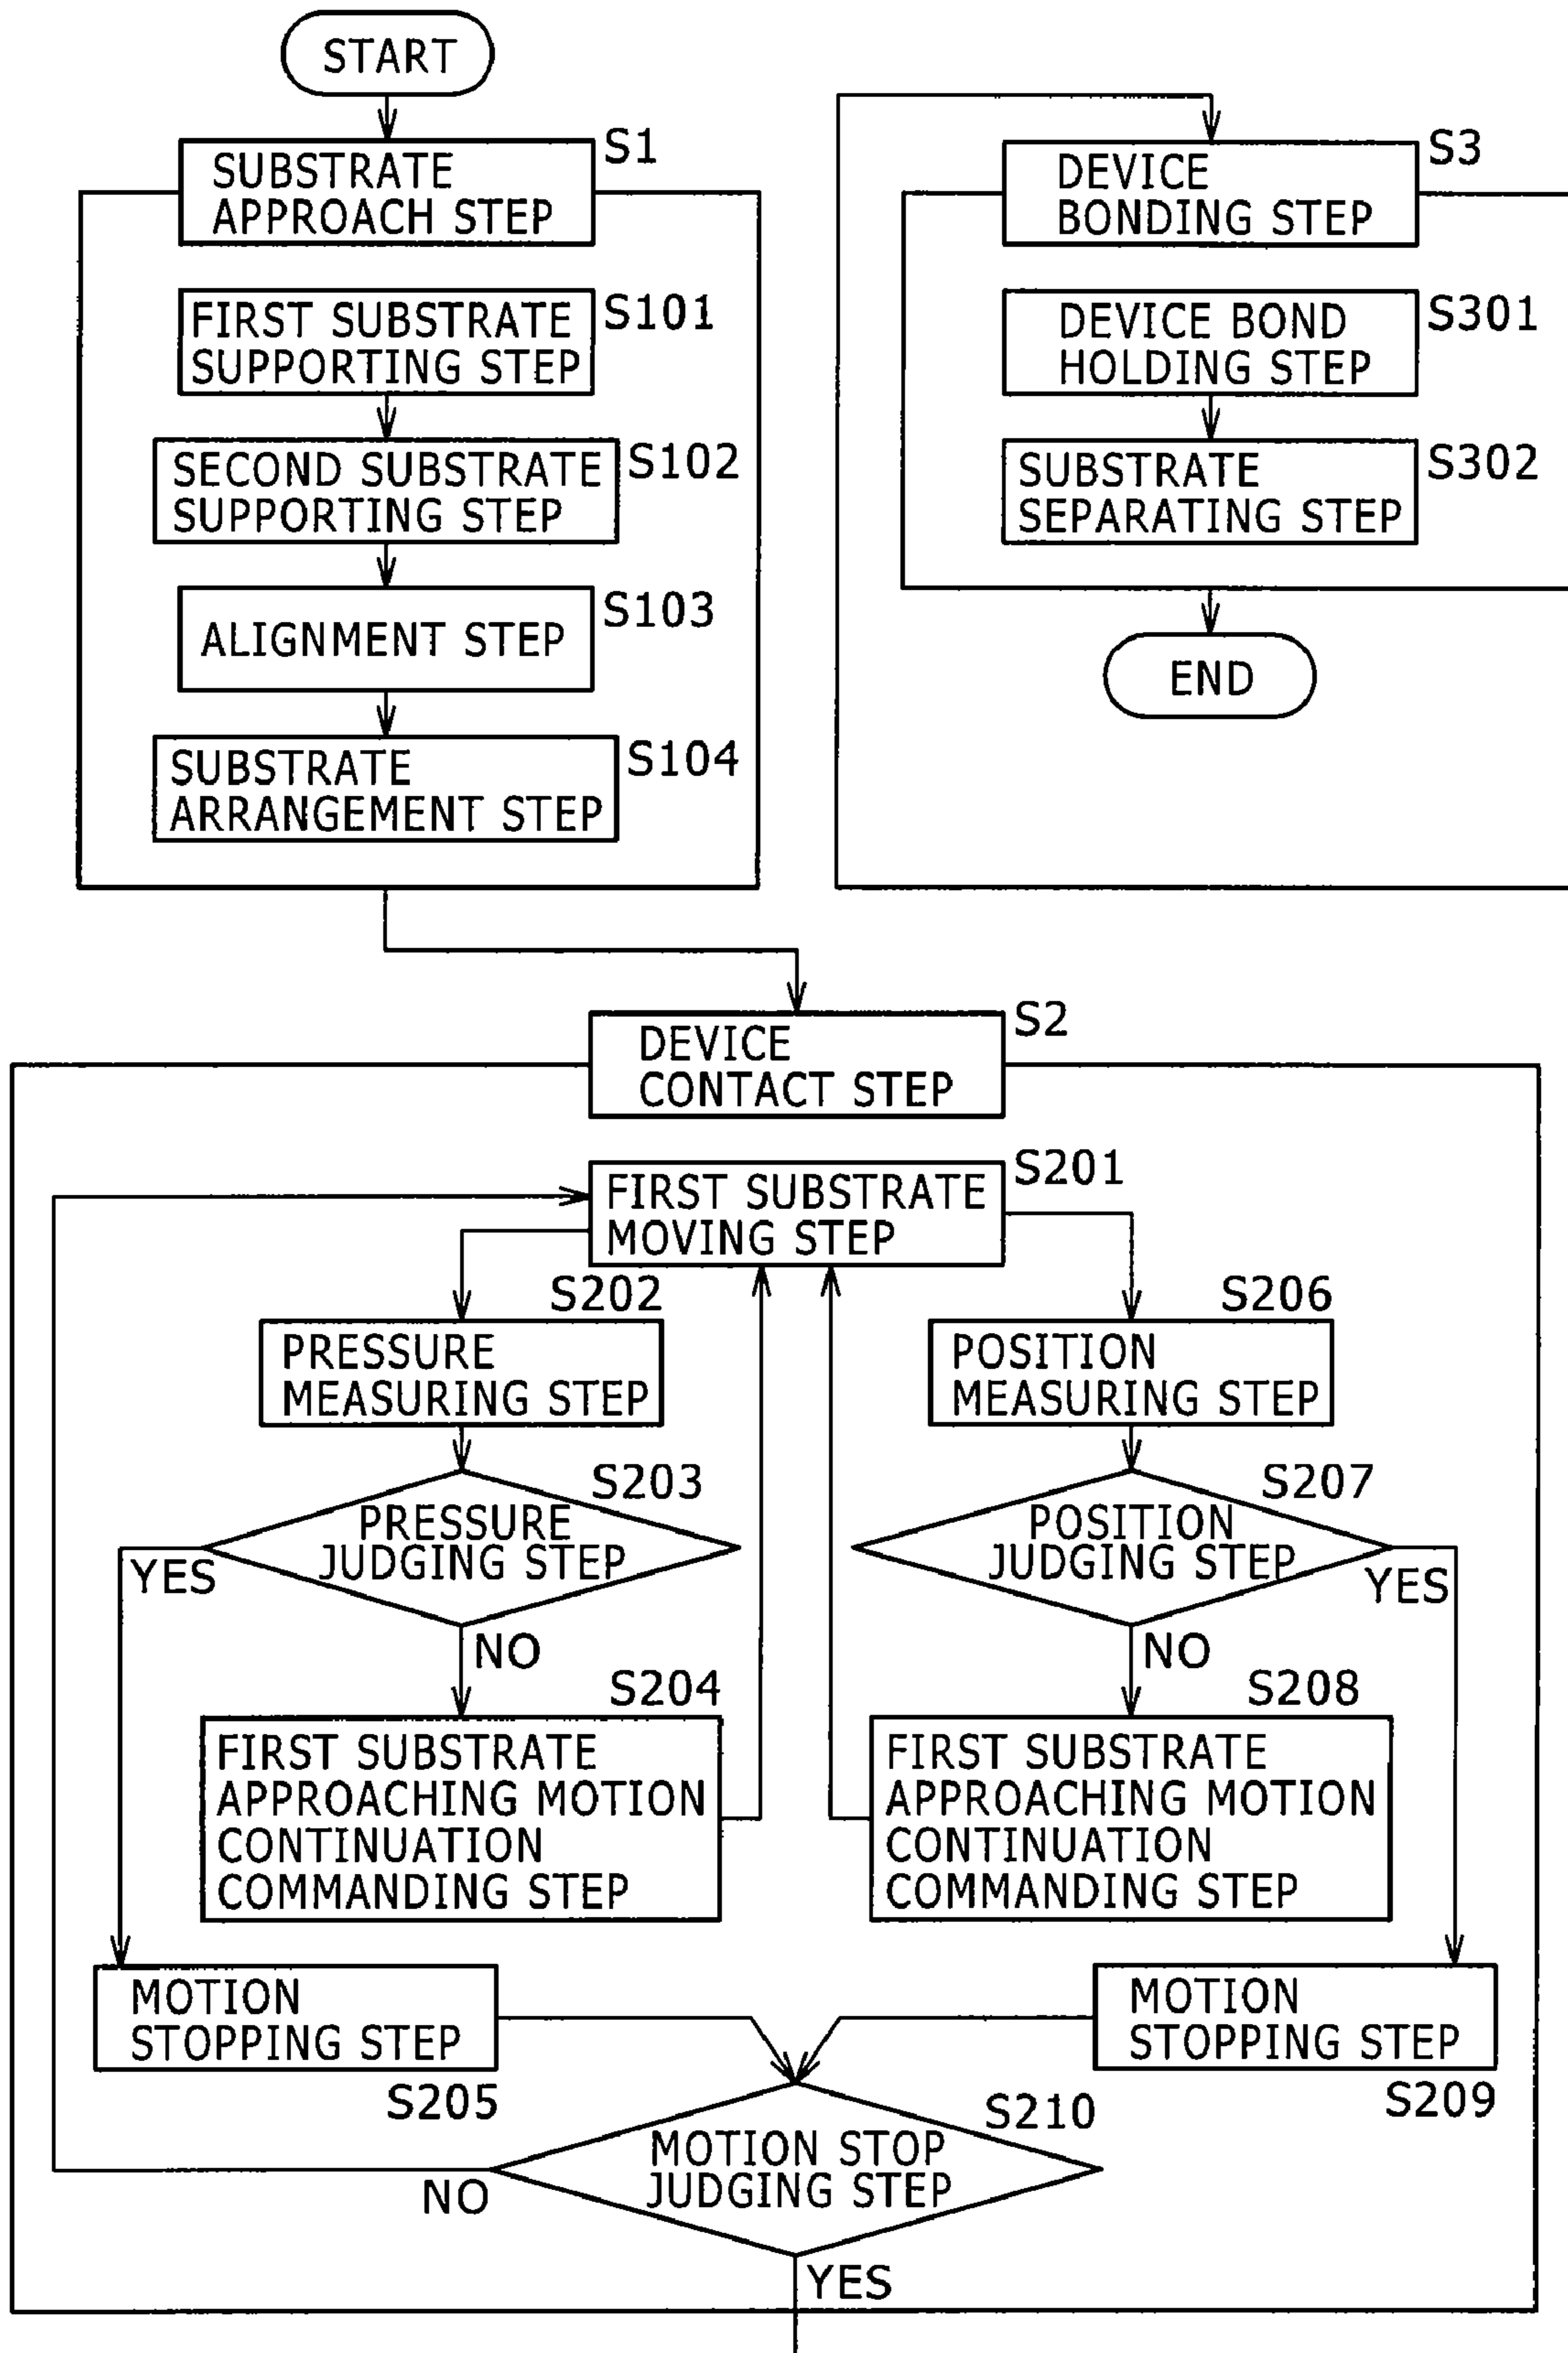 START
S1
SUBSTRATE
APPROACH STEP
S101
FIRST SUBSTRATE
SUPPORTING STEP
S102
SECOND SUBSTRATE
SUPPORTING STEP
S103
ALIGNMENT STEP
S104
SUBSTRATE
ARRANGEMENT STEP
S3
DEVICE
BONDING STEP
S301
DEVICE BOND
HOLDING STEP
S302
SUBSTRATE
SEPARATING STEP
END
S2
DEVICE
CONTACT STEP
S201
FIRST SUBSTRATE
MOVING STEP
S202
PRESSURE
MEASURING STEP
S203
PRESSURE
JUDGING STEP
YES
NO
S204
FIRST SUBSTRATE
APPROACHING MOTION
CONTINUATION
COMMANDING STEP
MOTION
STOPPING STEP
S205
S206
POSITION
MEASURING STEP
S207
POSITION
JUDGING STEP
YES
NO
S208
FIRST SUBSTRATE
APPROACHING MOTION
CONTINUATION
COMMANDING STEP
MOTION
STOPPING STEP
S209
S210
MOTION STOP
JUDGING STEP
NO
YES